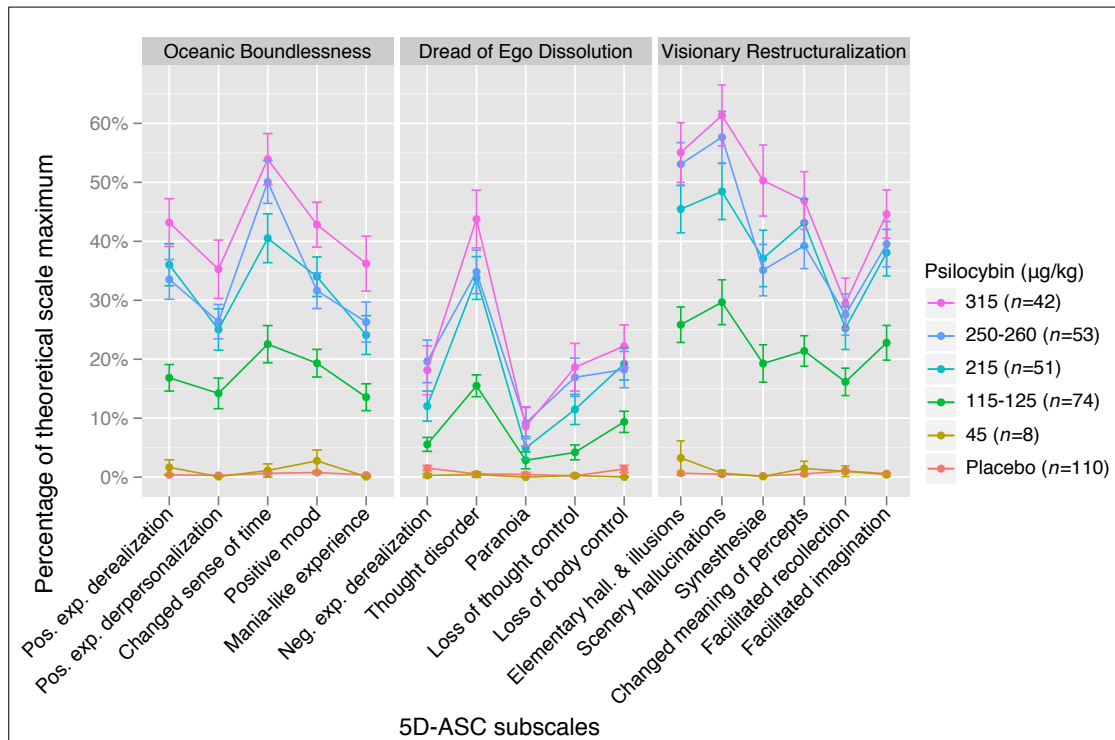 Oceanic Boundlessness
Dread of Ego Dissolution
Visionary Restructuralization
Percentage of theoretical scale maximum
60%
50%
40%
30%
20%
10%
0%
Pos. exp. derealization
Pos. exp. derpersonalization
Changed sense of time
Positive mood
Mania-like experience
Neg. exp. derealization
Thought disorder
Paranoia
Loss of thought control
Loss of body control
Elementary hall. & illusions
Scenery hallucinations
Synesthesiae
Changed meaning of percepts
Facilitated recollection
Facilitated imagination
5D-ASC subscales
Psilocybin (μg/kg)
315 (n=42)
250-260 (n=53)
215 (n=51)
115-125 (n=74)
45 (n=8)
Placebo (n=110)